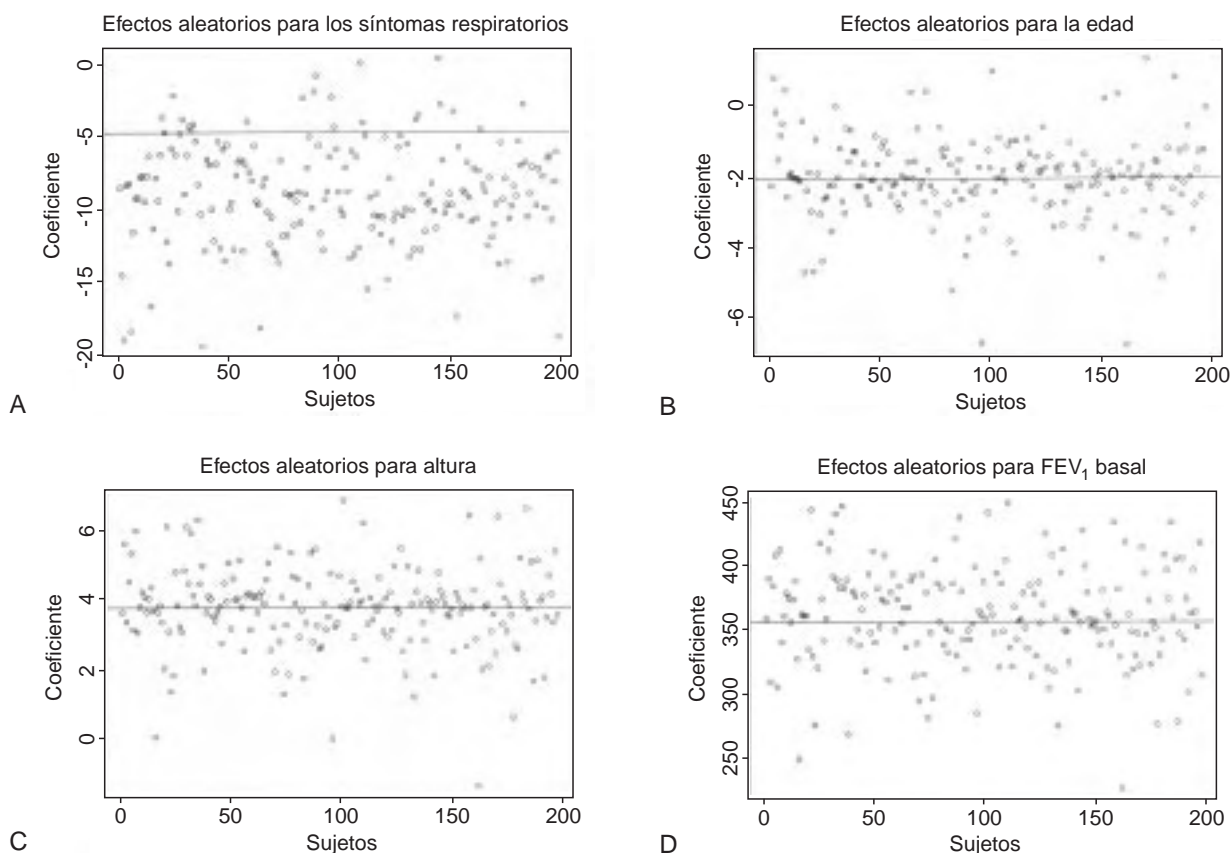 Efectos aleatorios para los síntomas respiratorios
0
-5
-10
-15
-20
Coeficiente
0 50 100 150 200
Sujetos
A
Efectos aleatorios para la edad
0
-2
-4
-6
Coeficiente
0 50 100 150 200
Sujetos
B
Efectos aleatorios para altura
6
4
2
0
Coeficiente
0 50 100 150 200
Sujetos
C
Efectos aleatorios para FEV₁ basal
450
400
350
300
250
Coeficiente
0 50 100 150 200
Sujetos
D